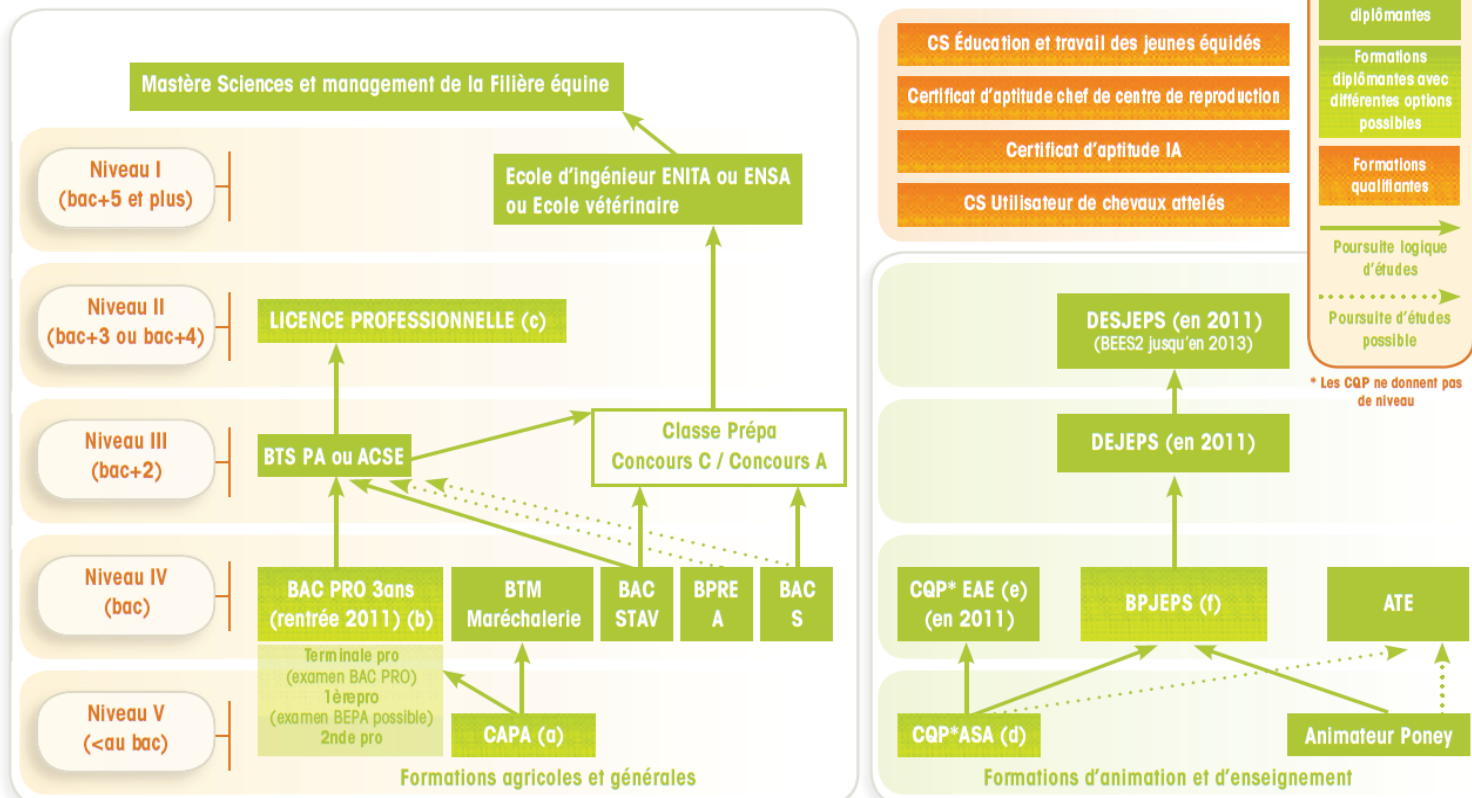 Mastère Sciences et management de la Filière équine
Niveau I
(bac+5 et plus)
Ecole d'ingénieur ENITA ou ENSA
ou Ecole vétérinaire
Niveau II
(bac+3 ou bac+4)
LICENCE PROFESSIONNELLE (c)
Niveau III
(bac+2)
BTS PA ou ACSE
Classe Prépa
Concours C / Concours A
Niveau IV
(bac)
BAC PRO 3ans
(rentrée 2011) (b)
BTM
Maréchalerie
BAC
STAV
BPRE
A
BAC
S
Terminale pro
(examen BAC PRO)
1èrepro
(examen BEPA possible)
2nde pro
Niveau V
(<au bac)
CAPA (a)
Formations agricoles et générales
CS Éducation et travail des jeunes équidés
Certificat d'aptitude chef de centre de reproduction
Certificat d'aptitude IA
CS Utilisateur de chevaux attelés
diplômantes
Formations
diplômantes avec
différentes options
possibles
Formations
qualifiantes
Poursuite logique
d'études
Poursuite d'études
possible
* Les CQP ne donnent pas
de niveau
DESJEPS (en 2011)
(BEES2 jusqu'en 2013)
DEJEPS (en 2011)
CQP* EAE (e)
(en 2011)
BPJEPS (f)
ATE
CQP*ASA (d)
Animateur Poney
Formations d'animation et d'enseignement